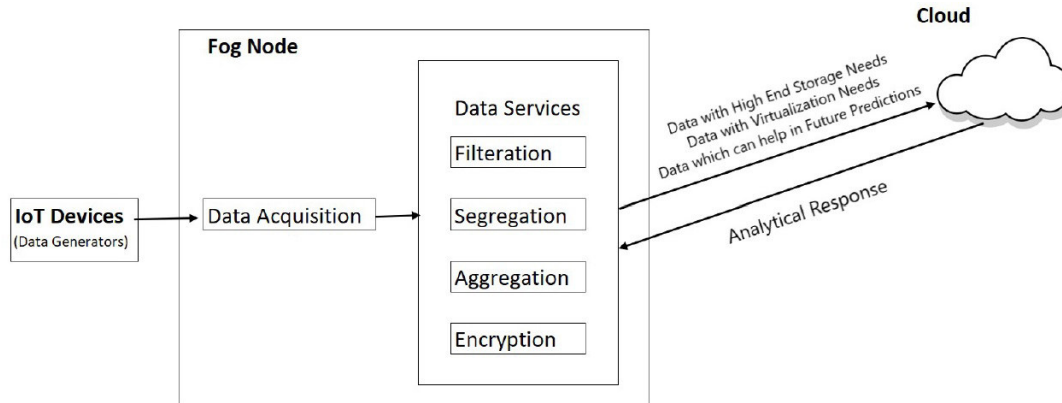 Cloud
Fog Node
Data Services
Filteration
Segregation
Aggregation
Encryption
IoT Devices
(Data Generators)
Data Acquisition
Data with High End Storage Needs
Data with Virtualization Needs
Data which can help in Future Predictions
Analytical Response